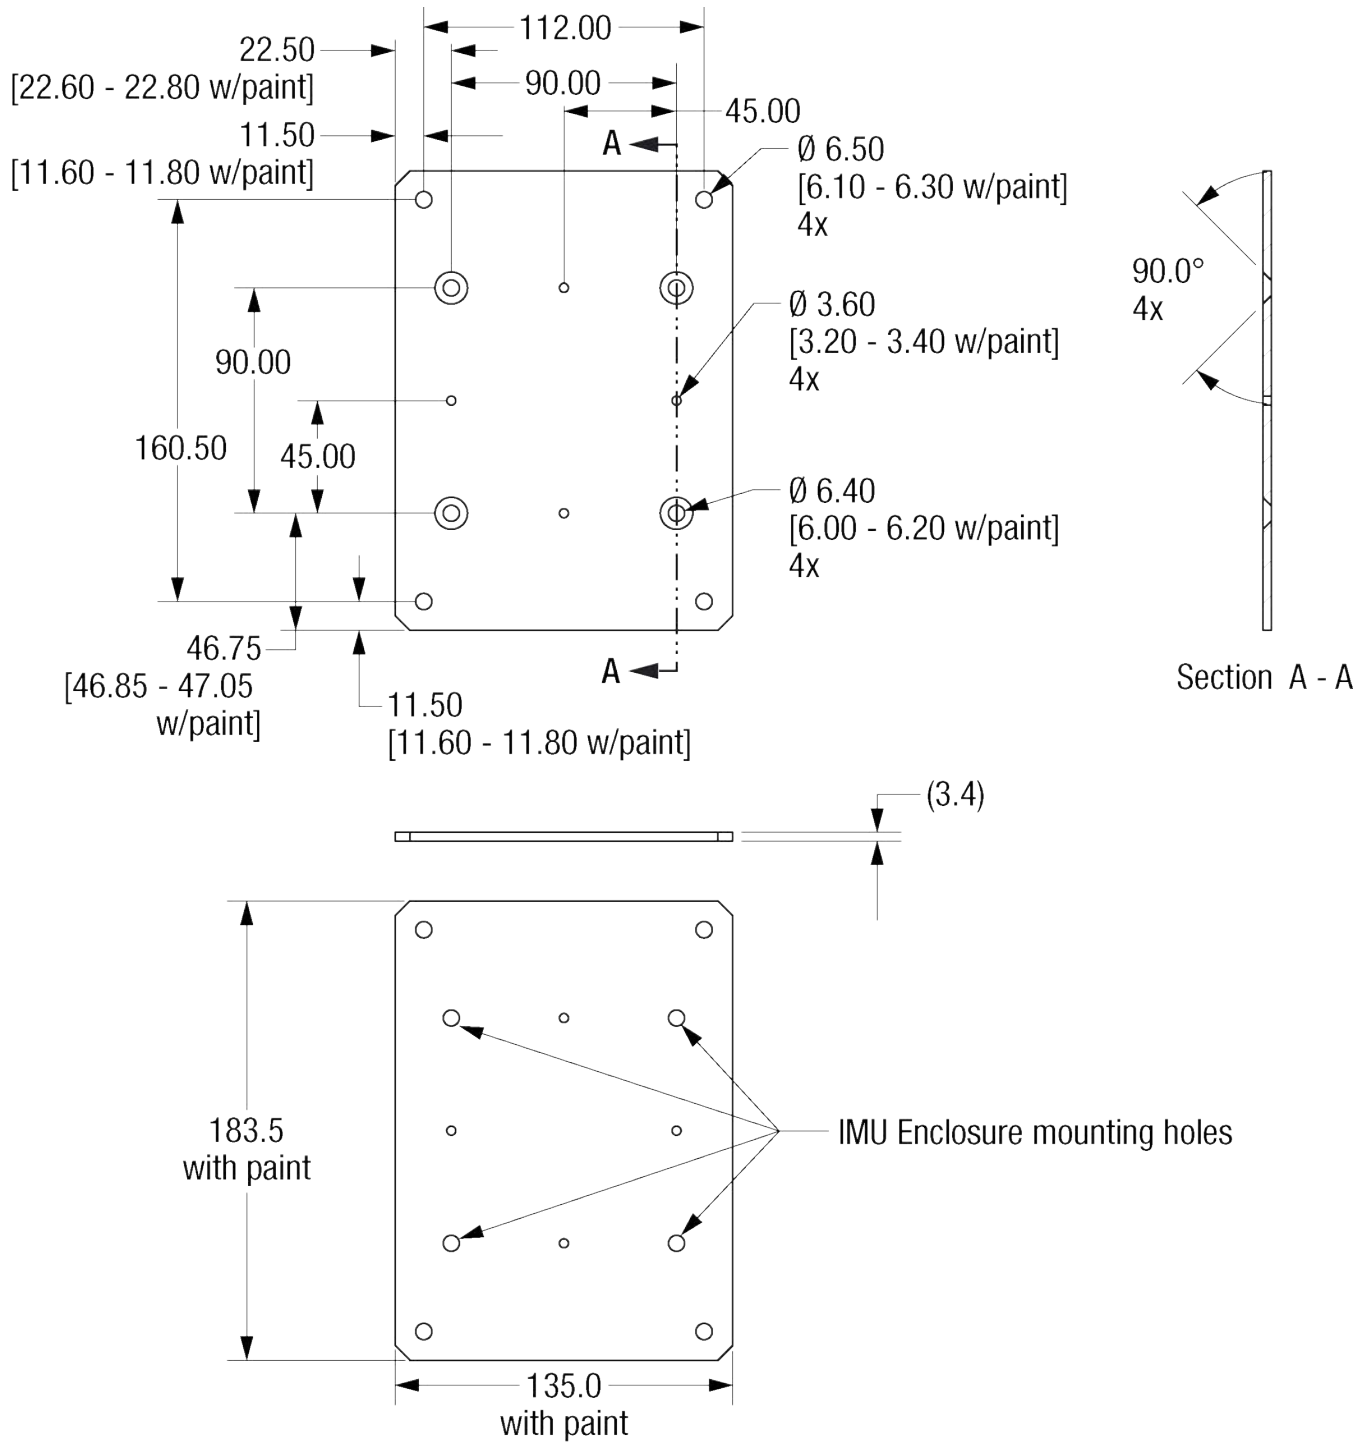 112.00
22.50
[22.60 - 22.80 w/paint]
90.00
45.00
11.50
[11.60 - 11.80 w/paint]
A
Ø 6.50
[6.10 - 6.30 w/paint]
4x
90.0°
4x
Ø 3.60
[3.20 - 3.40 w/paint]
4x
90.00
160.50
45.00
Ø 6.40
[6.00 - 6.20 w/paint]
4x
46.75
[46.85 - 47.05
w/paint]
A
11.50
[11.60 - 11.80 w/paint]
Section A - A
(3.4)
183.5
with paint
IMU Enclosure mounting holes
135.0
with paint